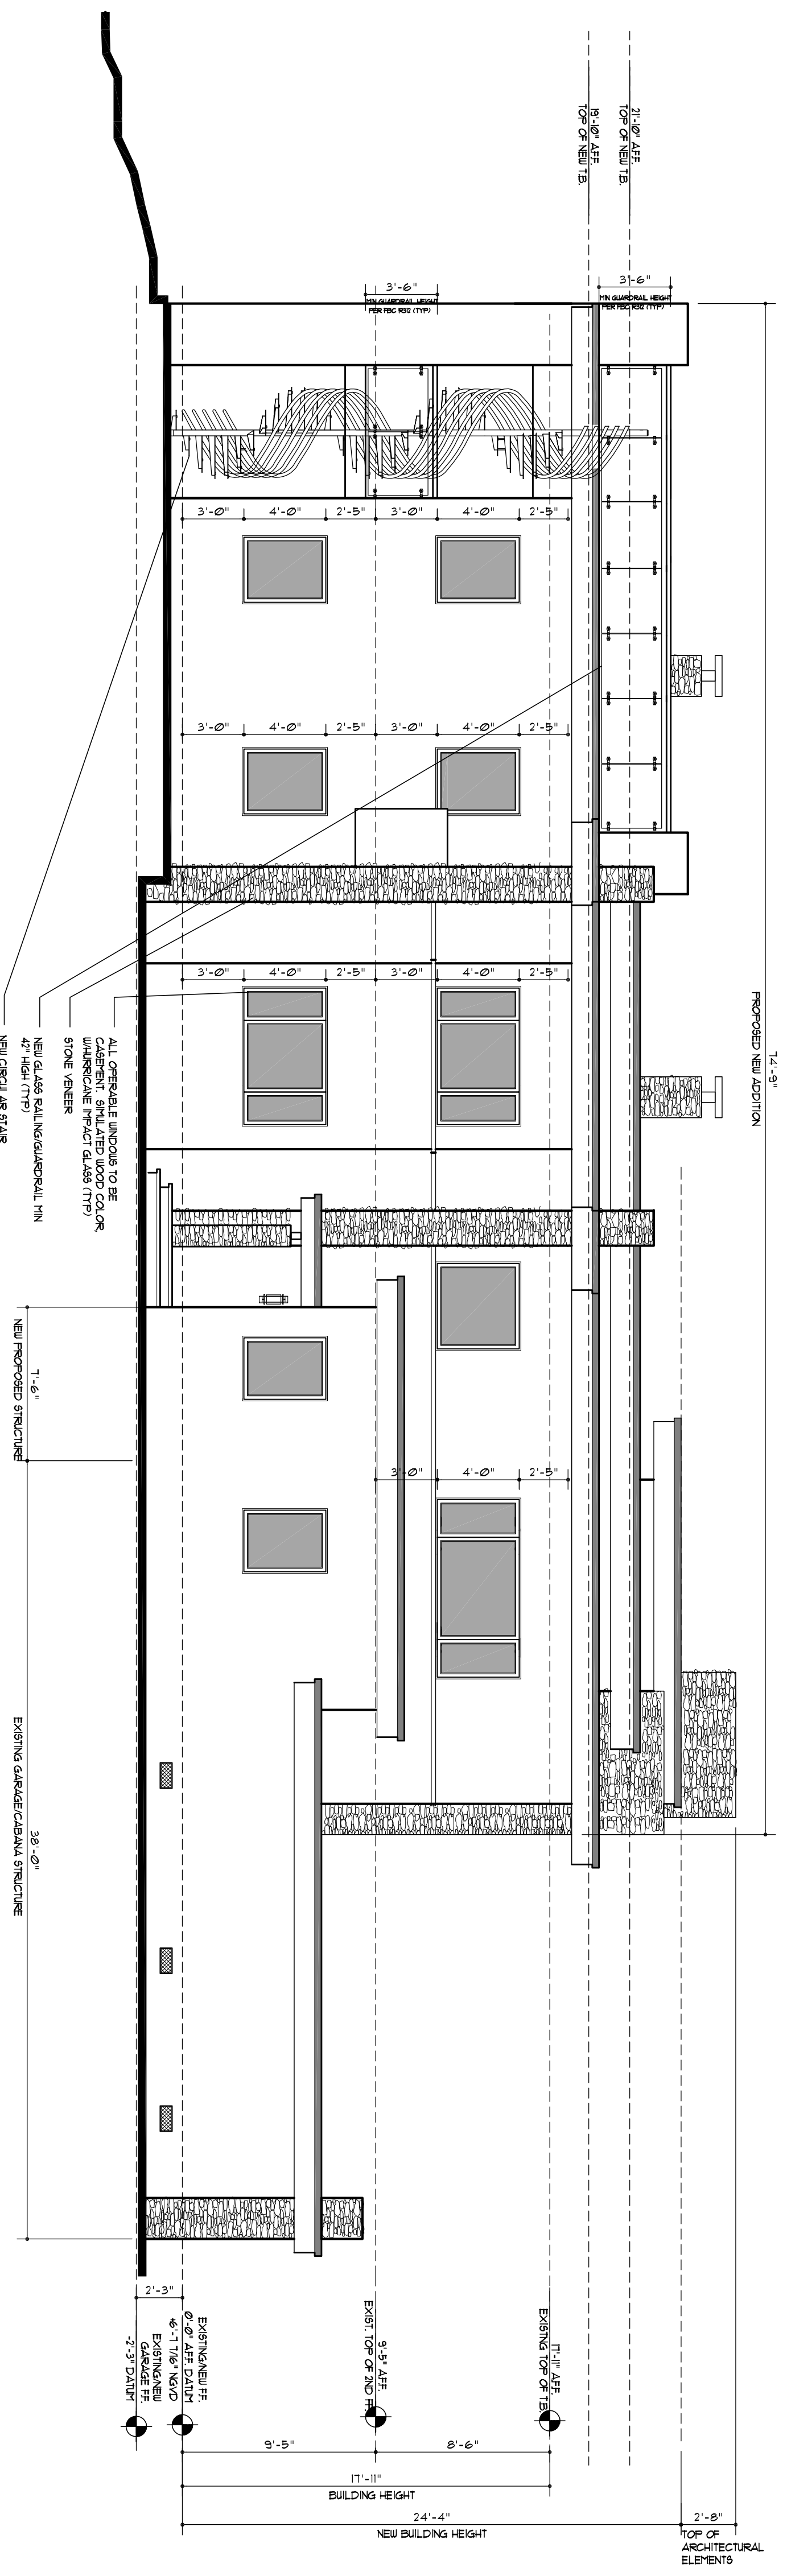 19'-10" A.F.F.
TOP OF NEW T.B.
21'-10" A.F.F.
TOP OF NEW T.B.
3'-6"
MIN GUARDRAIL HEIGHT
PER FBC R312 (TYP)
3'-6"
MIN GUARDRAIL HEIGHT
PER FBC R312 (TYP)
3'-0" 4'-0" 2'-5" 3'-0" 4'-0" 2'-5"
3'-0" 4'-0" 2'-5" 3'-0" 4'-0" 2'-5"
3'-0" 4'-0" 2'-5" 3'-0" 4'-0" 2'-5"
74'-9"
PROPOSED NEW ADDITION
ALL OPERABLE WINDOWS TO BE
CASEMENT. SIMULATED WOOD COLOR,
W/HURRICANE IMPACT GLASS (TYP)
STONE VENEER
NEW GLASS RAILING/GUARDRAIL MIN
42" HIGH (TYP)
NEW CIRCULAR STAIR
7'-6"
NEW PROPOSED STRUCTURE
3'-0" 4'-0" 2'-5"
38'-0"
EXISTING GARAGE/CABANA STRUCTURE
2'-3"
EXISTING/NEW F.F.
0'-0" A.F.F. DATUM
+6'-7 7/16" NGVD
EXISTING/NEW
GARAGE F.F.
-2'-3" DATUM
9'-5" A.F.F.
EXIST. TOP OF 2ND FF.
17'-11" A.F.F.
EXISTING TOP OF T.B.
9'-5" 8'-6"
17'-11"
BUILDING HEIGHT
24'-4"
NEW BUILDING HEIGHT
2'-8"
TOP OF
ARCHITECTURAL
ELEMENTS